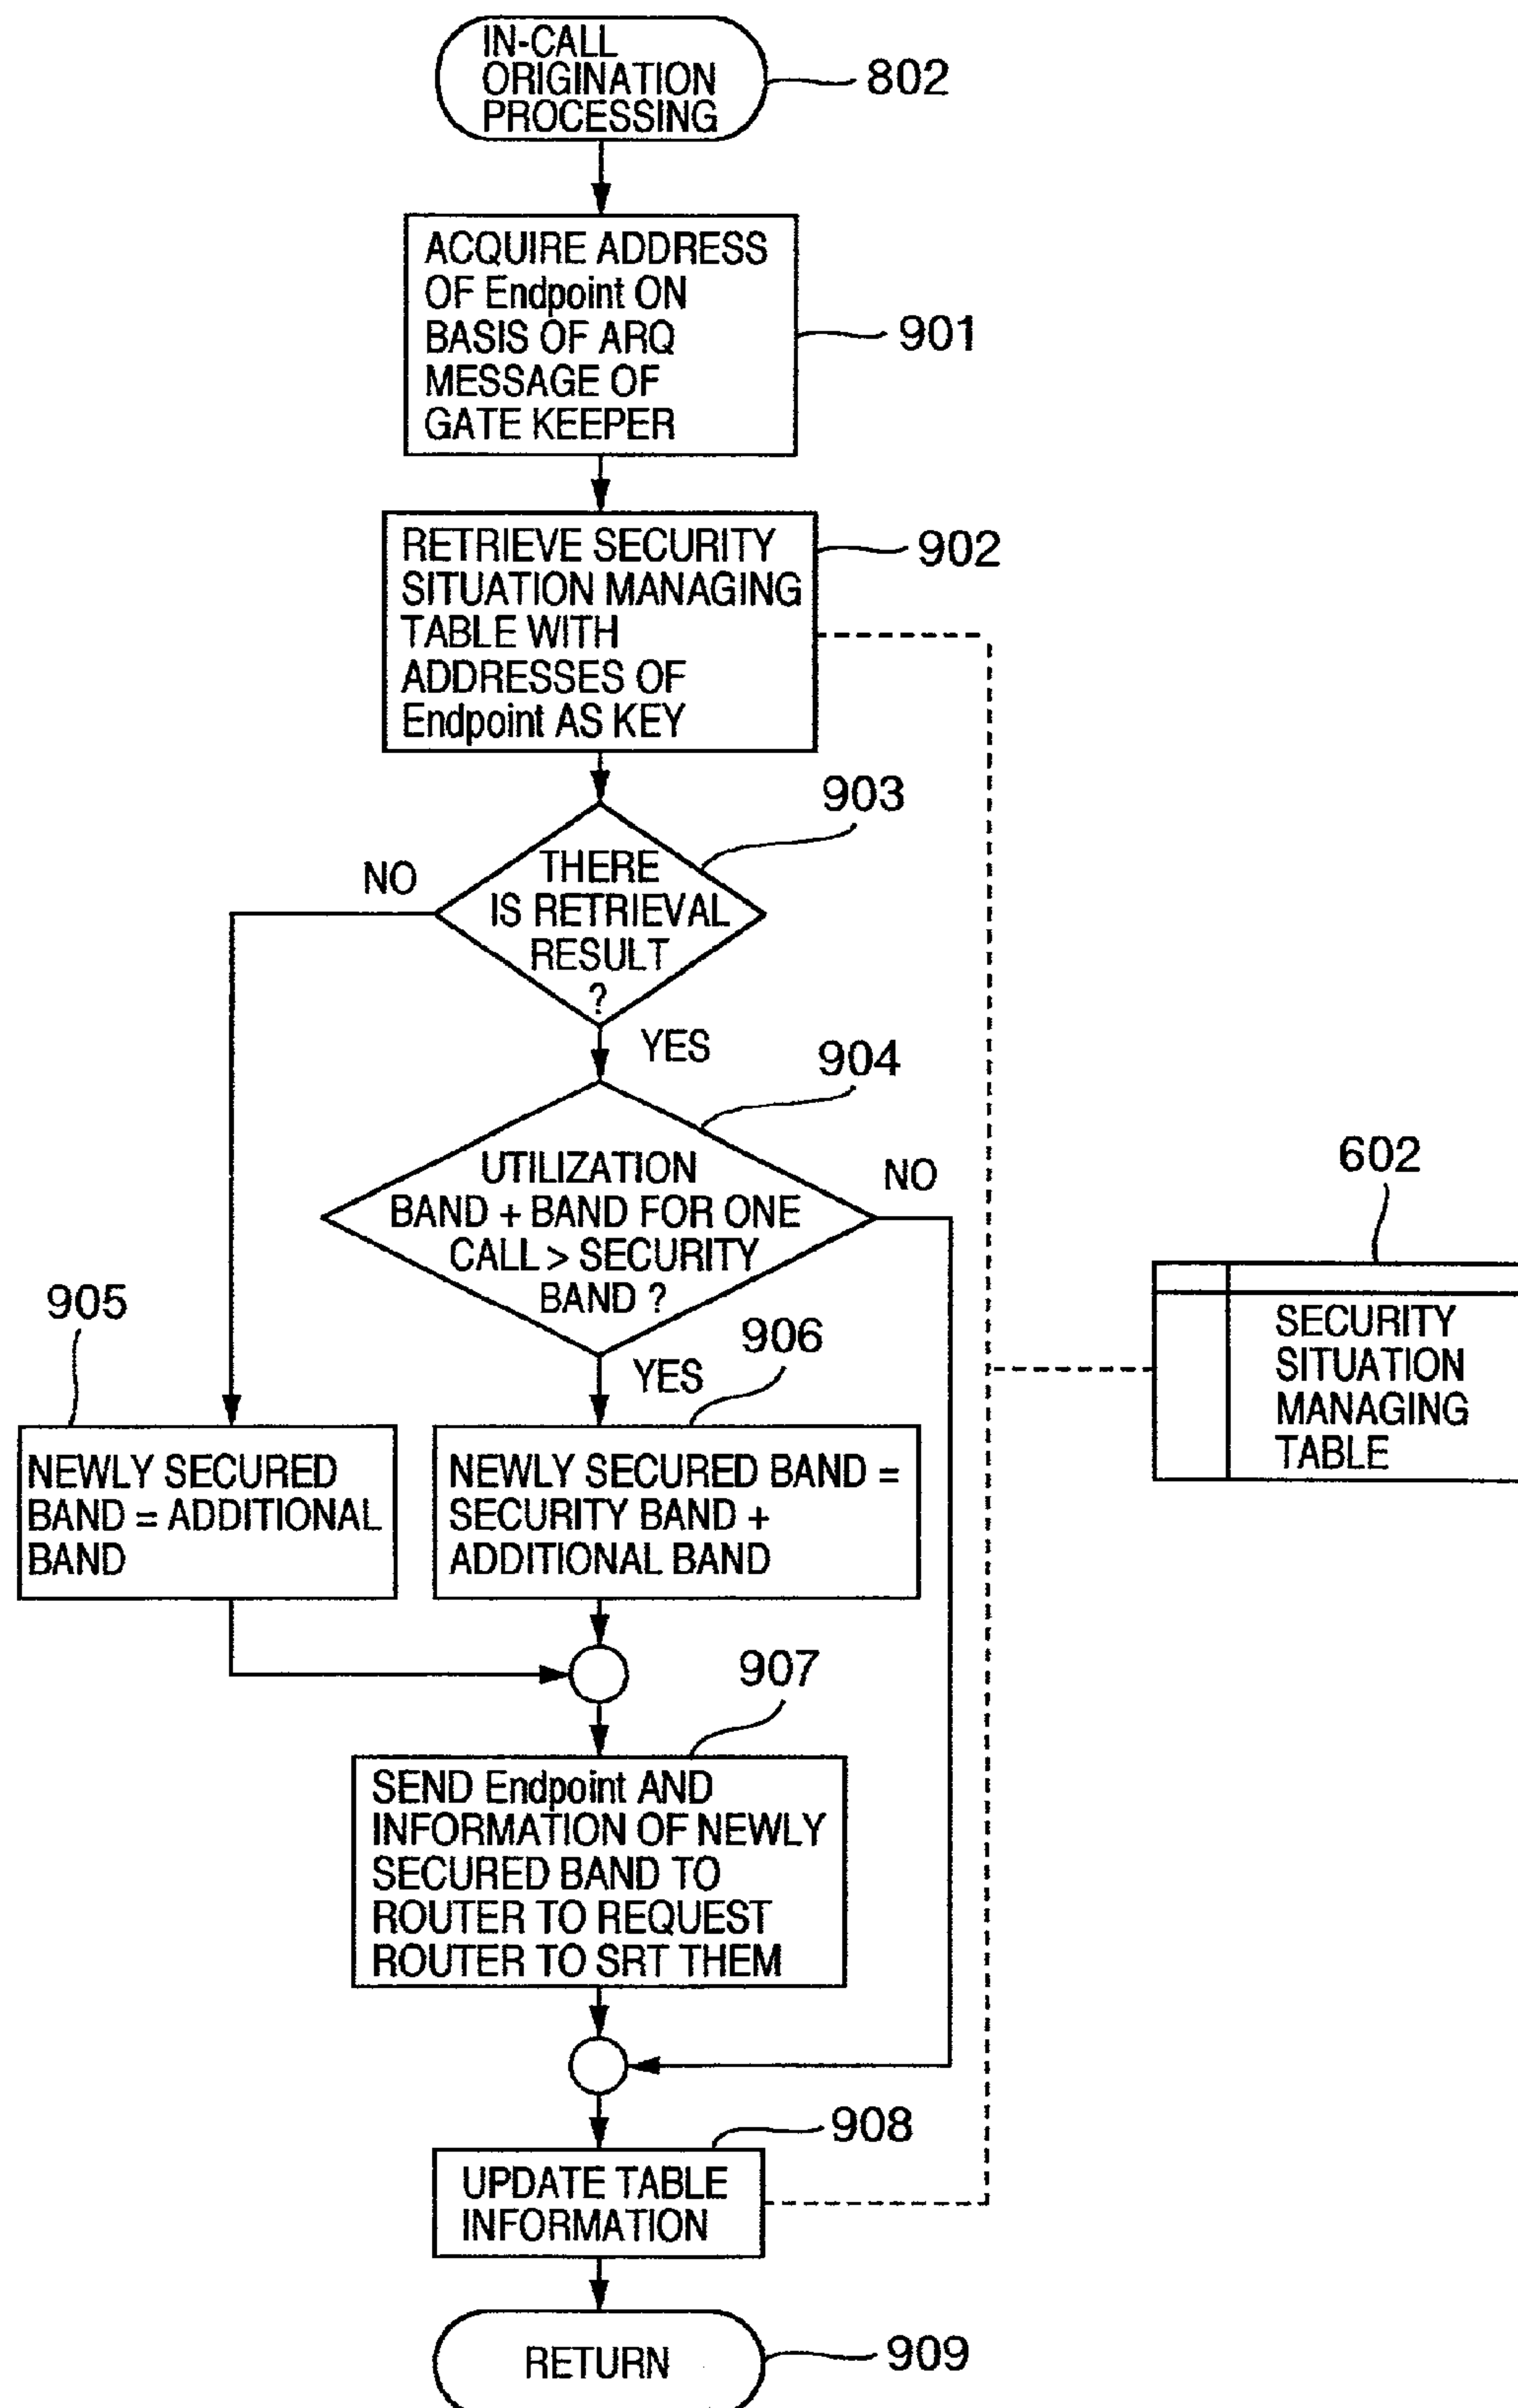 IN-CALL
ORIGINATION
PROCESSING
802
ACQUIRE ADDRESS
OF Endpoint ON
BASIS OF ARQ
MESSAGE OF
GATE KEEPER
901
RETRIEVE SECURITY
SITUATION MANAGING
TABLE WITH
ADDRESSES OF
Endpoint AS KEY
902
903
THERE
IS RETRIEVAL
RESULT
?
NO
YES
904
UTILIZATION
BAND + BAND FOR ONE
CALL > SECURITY
BAND ?
NO
YES
602
SECURITY
SITUATION
MANAGING
TABLE
905
NEWLY SECURED
BAND = ADDITIONAL
BAND
906
NEWLY SECURED BAND =
SECURITY BAND +
ADDITIONAL BAND
907
SEND Endpoint AND
INFORMATION OF NEWLY
SECURED BAND TO
ROUTER TO REQUEST
ROUTER TO SRT THEM
908
UPDATE TABLE
INFORMATION
RETURN
909